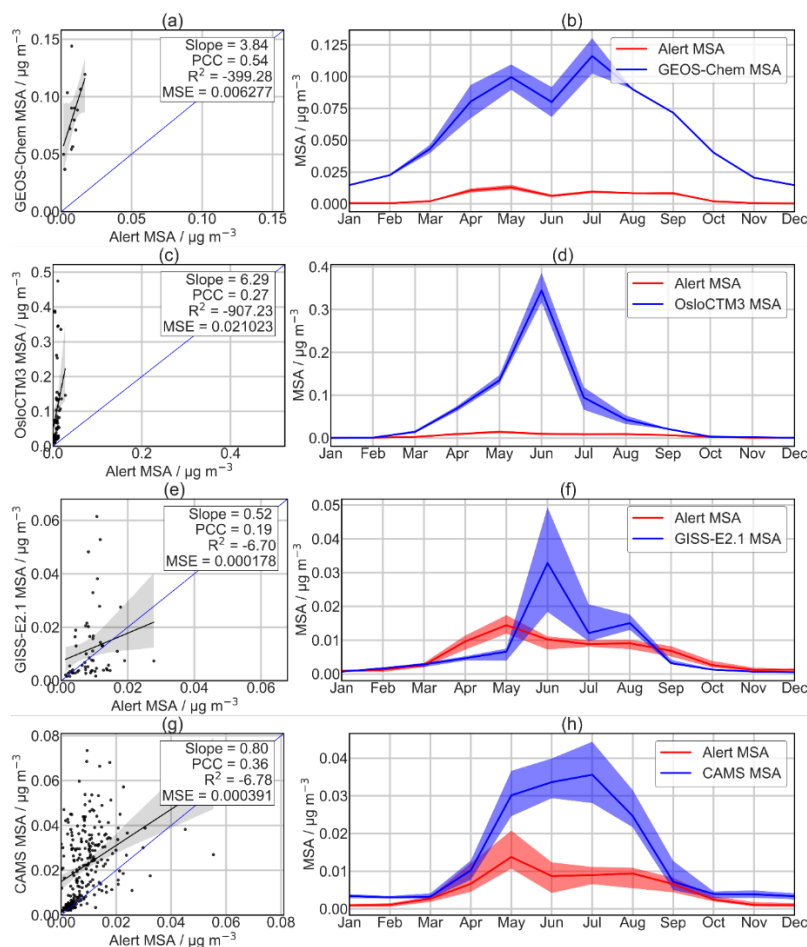 (a)
GEOS-Chem MSA / µg m⁻³
0.15
0.10
0.05
0.00
Slope = 3.84
PCC = 0.54
R² = -399.28
MSE = 0.006277
0.00 0.05 0.10 0.15
Alert MSA / µg m⁻³
(b)
MSA / µg m⁻³
0.125
0.100
0.075
0.050
0.025
0.000
Alert MSA
GEOS-Chem MSA
Jan Feb Mar Apr May Jun Jul Aug Sep Oct Nov Dec
(c)
OsloCTM3 MSA / µg m⁻³
0.5
0.4
0.3
0.2
0.1
0.0
Slope = 6.29
PCC = 0.27
R² = -907.23
MSE = 0.021023
0.0 0.2 0.4
Alert MSA / µg m⁻³
(d)
MSA / µg m⁻³
0.4
0.3
0.2
0.1
0.0
Alert MSA
OsloCTM3 MSA
Jan Feb Mar Apr May Jun Jul Aug Sep Oct Nov Dec
(e)
GISS-E2.1 MSA / µg m⁻³
0.06
0.04
0.02
0.00
Slope = 0.52
PCC = 0.19
R² = -6.70
MSE = 0.000178
0.00 0.02 0.04 0.06
Alert MSA / µg m⁻³
(f)
MSA / µg m⁻³
0.05
0.04
0.03
0.02
0.01
0.00
Alert MSA
GISS-E2.1 MSA
Jan Feb Mar Apr May Jun Jul Aug Sep Oct Nov Dec
(g)
CAMS MSA / µg m⁻³
0.08
0.06
0.04
0.02
0.00
Slope = 0.80
PCC = 0.36
R² = -6.78
MSE = 0.000391
0.00 0.02 0.04 0.06 0.08
Alert MSA / µg m⁻³
(h)
MSA / µg m⁻³
0.04
0.03
0.02
0.01
0.00
Alert MSA
CAMS MSA
Jan Feb Mar Apr May Jun Jul Aug Sep Oct Nov Dec